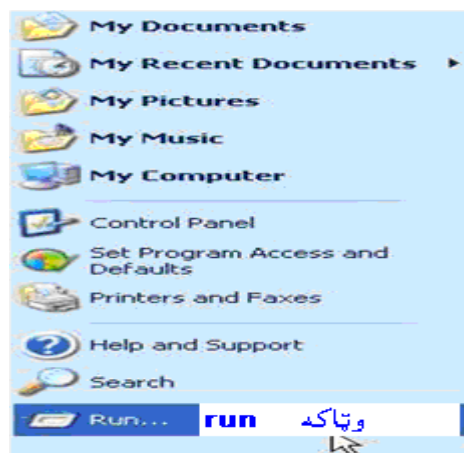 My Documents
My Recent Documents
My Pictures
My Music
My Computer
Control Panel
Set Program Access and
Defaults
Printers and Faxes
Help and Support
Search
Run... run وټاکه